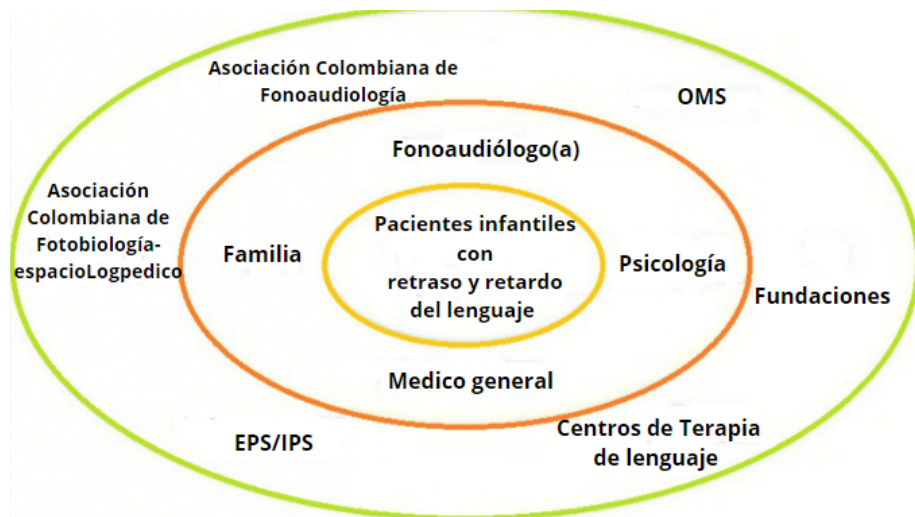 Asociación Colombiana de
Fonoaudiología
OMS
Fonoaudiólogo(a)
Asociación
Colombiana de
Fotobiología-
espacioLogpedico
Familia
Pacientes infantiles
con
retraso y retardo
del lenguaje
Psicología
Fundaciones
Medico general
EPS/IPS
Centros de Terapia
de lenguaje